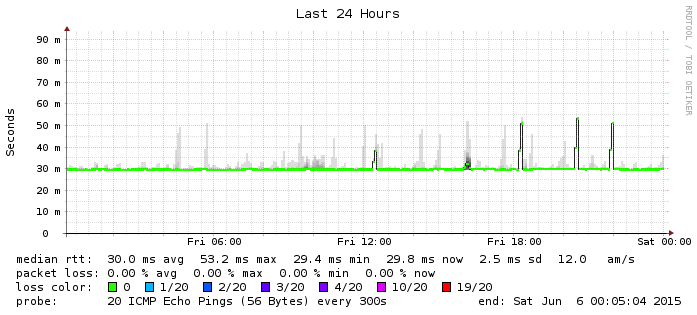 Last 24 Hours
RRDTOOL / TOBI OETIKER
Seconds
90 m
80 m
70 m
60 m
50 m
40 m
30 m
20 m
10 m
0
Fri 06:00 Fri 12:00 Fri 18:00 Sat 00:00
median rtt: 30.0 ms avg 53.2 ms max 29.4 ms min 29.8 ms now 2.5 ms sd 12.0 am/s
packet loss: 0.00 % avg 0.00 % max 0.00 % min 0.00 % now
loss color: 0 1/20 2/20 3/20 4/20 10/20 19/20
probe: 20 ICMP Echo Pings (56 Bytes) every 300s end: Sat Jun 6 00:05:04 2015